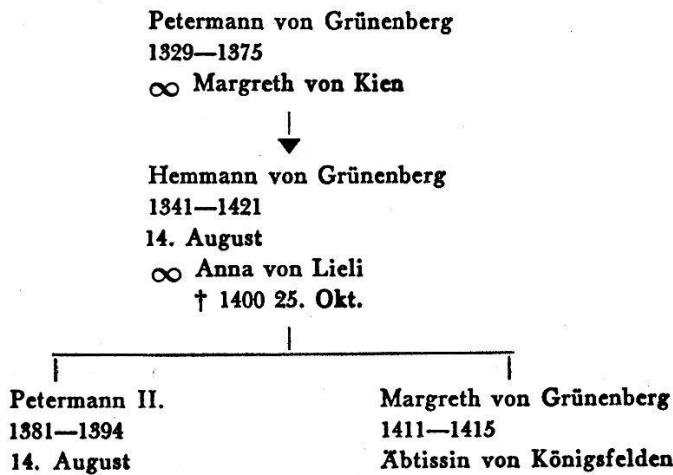 Petermann von Grünenberg
1329—1375
∞ Margreth von Kien
Hemmann von Grünenberg
1341—1421
14. August
∞ Anna von Lieli
† 1400 25. Okt.
Petermann II.
1381—1394
14. August
Margreth von Grünenberg
1411—1415
Äbtissin von Königsfelden